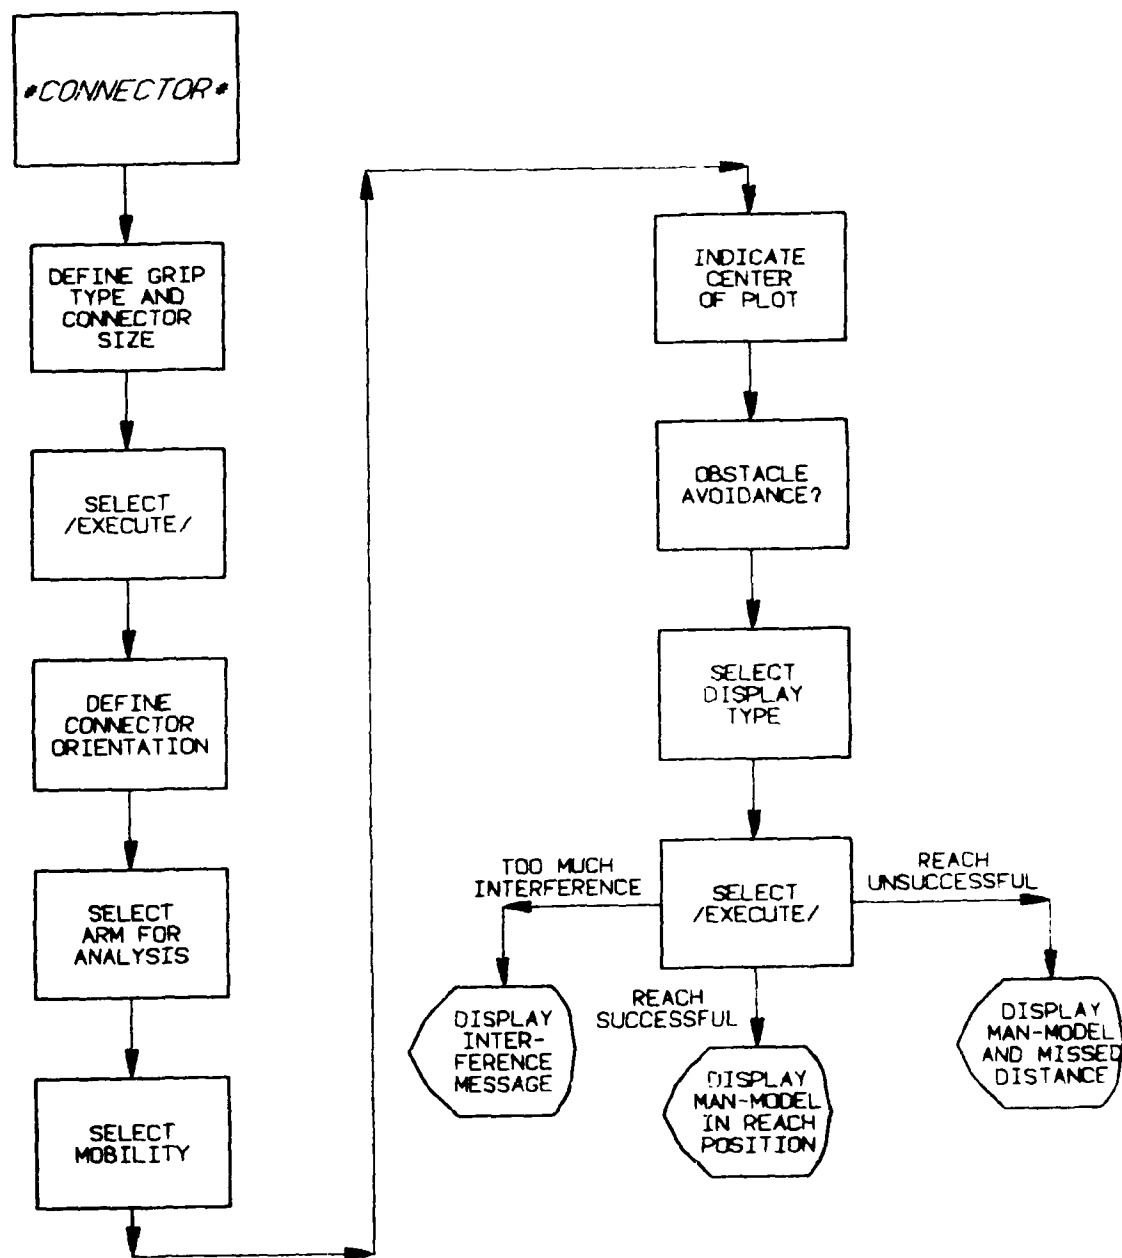 *CONNECTOR*
DEFINE GRIP
TYPE AND
CONNECTOR
SIZE
SELECT
/EXECUTE/
DEFINE
CONNECTOR
ORIENTATION
SELECT
ARM FOR
ANALYSIS
SELECT
MOBILITY
INDICATE
CENTER
OF PLOT
OBSTACLE
AVOIDANCE?
SELECT
DISPLAY
TYPE
SELECT
/EXECUTE/
TOO MUCH
INTERFERENCE
REACH
UNSUCCESSFUL
REACH
SUCCESSFUL
DISPLAY
INTER-
FERENCE
MESSAGE
DISPLAY
MAN-MODEL
IN REACH
POSITION
DISPLAY
MAN-MODEL
AND MISSED
DISTANCE